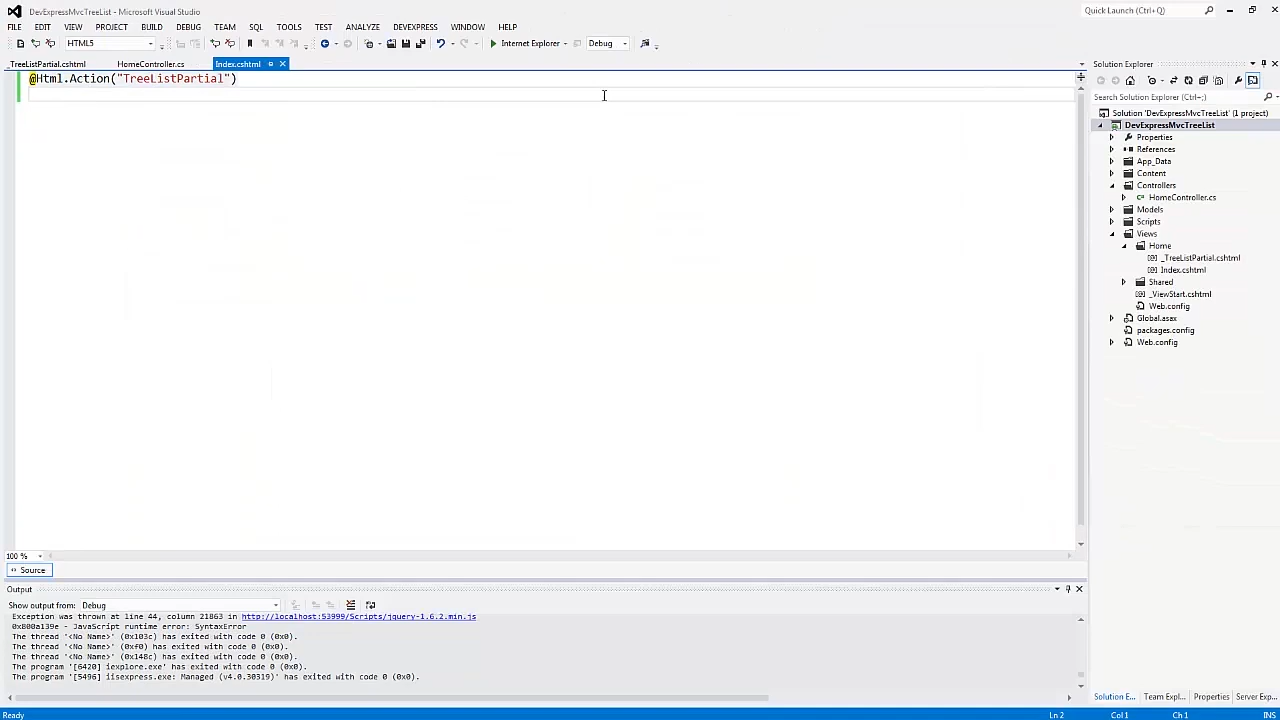 DevExpressMvcTreeList - Microsoft Visual Studio
Quick Launch (Ctrl+Q)
FILE EDIT VIEW PROJECT BUILD DEBUG TEAM SQL TOOLS TEST ANALYZE DEVEXPRESS WINDOW HELP
HTML5 Internet Explorer Debug
_TreeListPartial.cshtml HomeController.cs Index.cshtml
@Html.Action("TreeListPartial")
100 %
Source
Output
Show output from: Debug
Exception was thrown at line 44, column 21863 in http://localhost:53999/Scripts/jquery-1.6.2.min.js
0x800a139e - JavaScript runtime error: SyntaxError
The thread '<No Name>' (0x103c) has exited with code 0 (0x0).
The thread '<No Name>' (0xf0) has exited with code 0 (0x0).
The thread '<No Name>' (0x148c) has exited with code 0 (0x0).
The program '[6420] iexplore.exe' has exited with code 0 (0x0).
The program '[5496] iisexpress.exe: Managed (v4.0.30319)' has exited with code 0 (0x0).
Solution Explorer
Search Solution Explorer (Ctrl+;)
Solution 'DevExpressMvcTreeList' (1 project)
DevExpressMvcTreeList
Properties
References
App_Data
Content
Controllers
HomeController.cs
Models
Scripts
Views
Home
_TreeListPartial.cshtml
Index.cshtml
Shared
_ViewStart.cshtml
Web.config
Global.asax
packages.config
Web.config
Solution E... Team Expl... Properties Server Exp...
Ready Ln 2 Col 1 Ch 1 INS